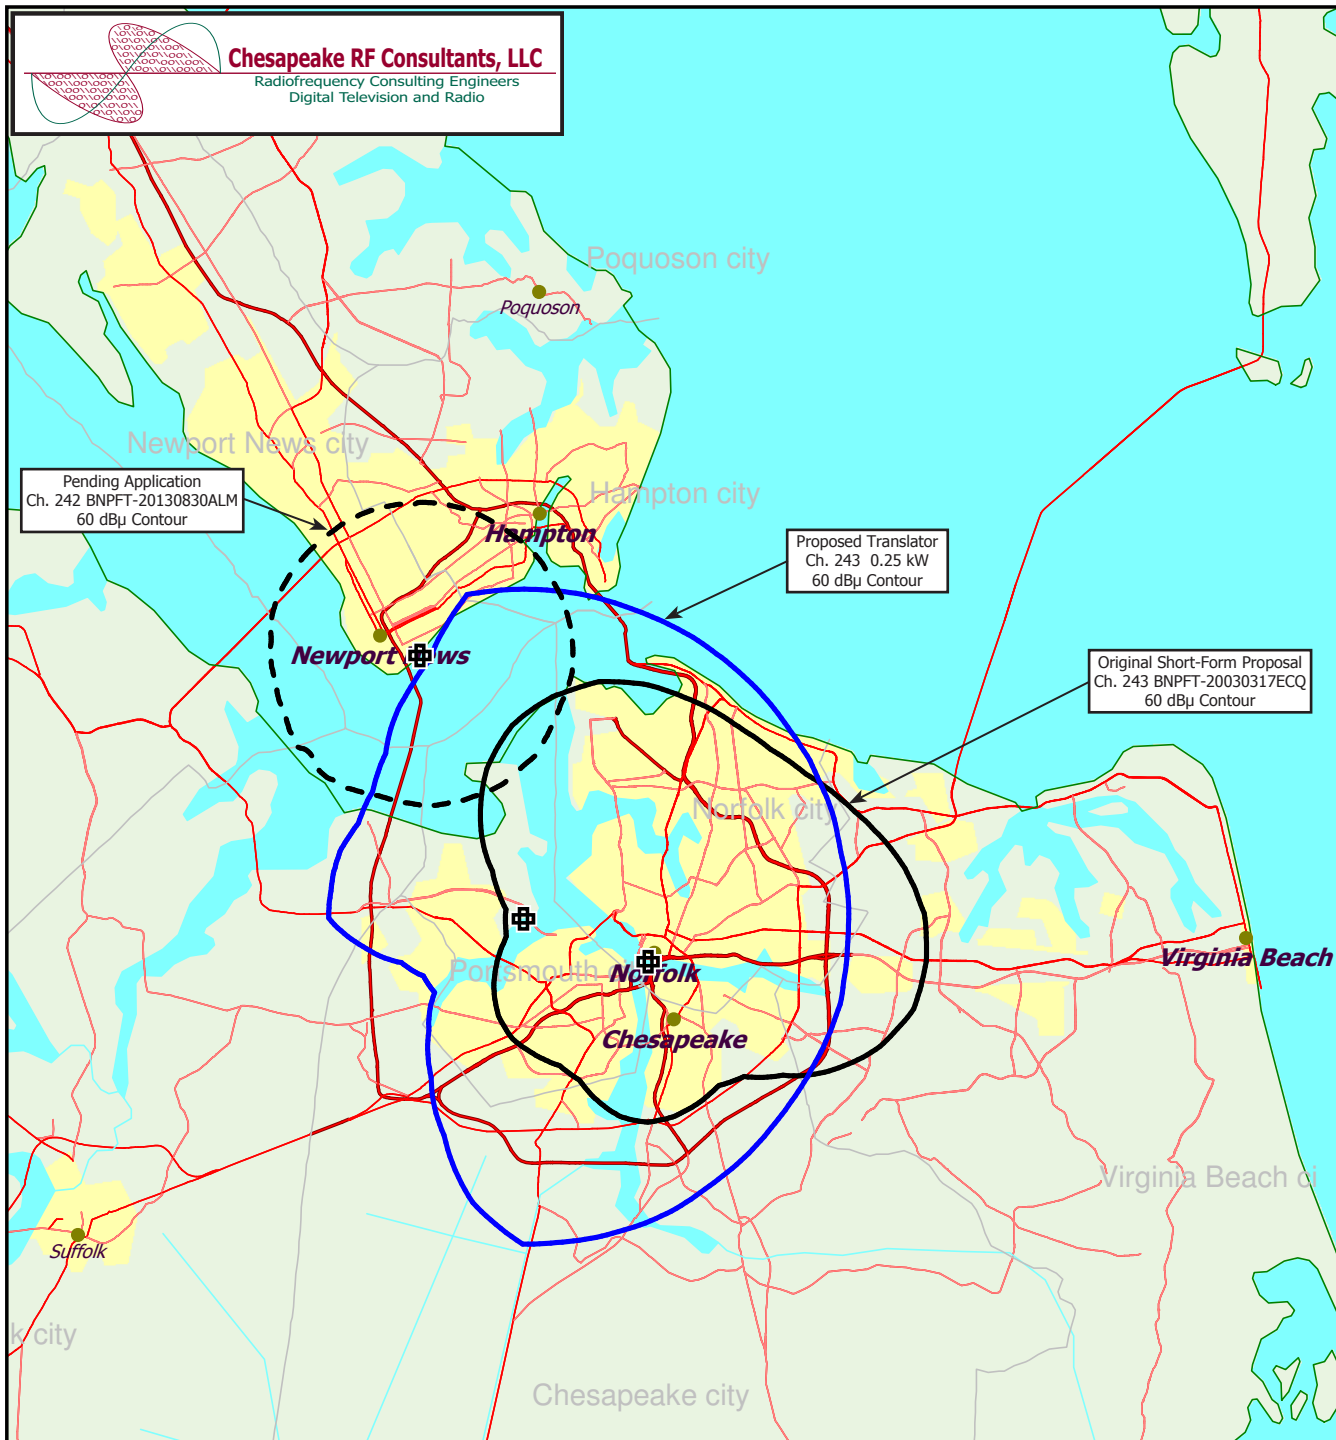 Chesapeake RF Consultants, LLC
Radiofrequency Consulting Engineers
Digital Television and Radio
Poquoson city
Poquoson
Newport News city
Pending Application
Ch. 242 BNPFT-20130830ALM
60 dBµ Contour
Hampton city
Hampton
Proposed Translator
Ch. 243 0.25 kW
60 dBµ Contour
Newport News
Original Short-Form Proposal
Ch. 243 BNPFT-20030317ECQ
60 dBµ Contour
Norfolk city
Portsmouth
Norfolk
Virginia Beach
Chesapeake
Virginia Beach ci
Suffolk
k city
Chesapeake city